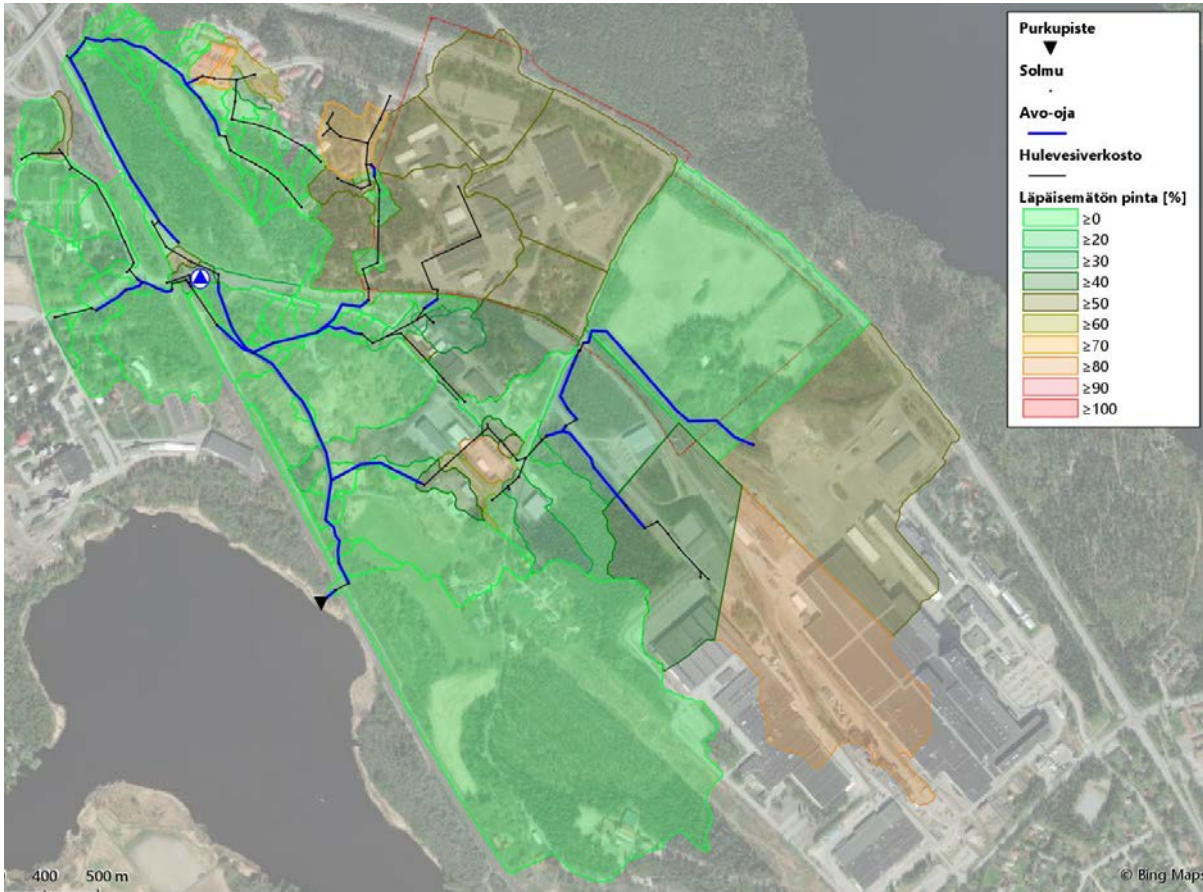 Purkupiste
Solmu
Avo-oja
Hulevesiverkosto
Läpäisemätön pinta [%]
≥0
≥20
≥30
≥40
≥50
≥60
≥70
≥80
≥90
≥100
400 500 m
© Bing Maps